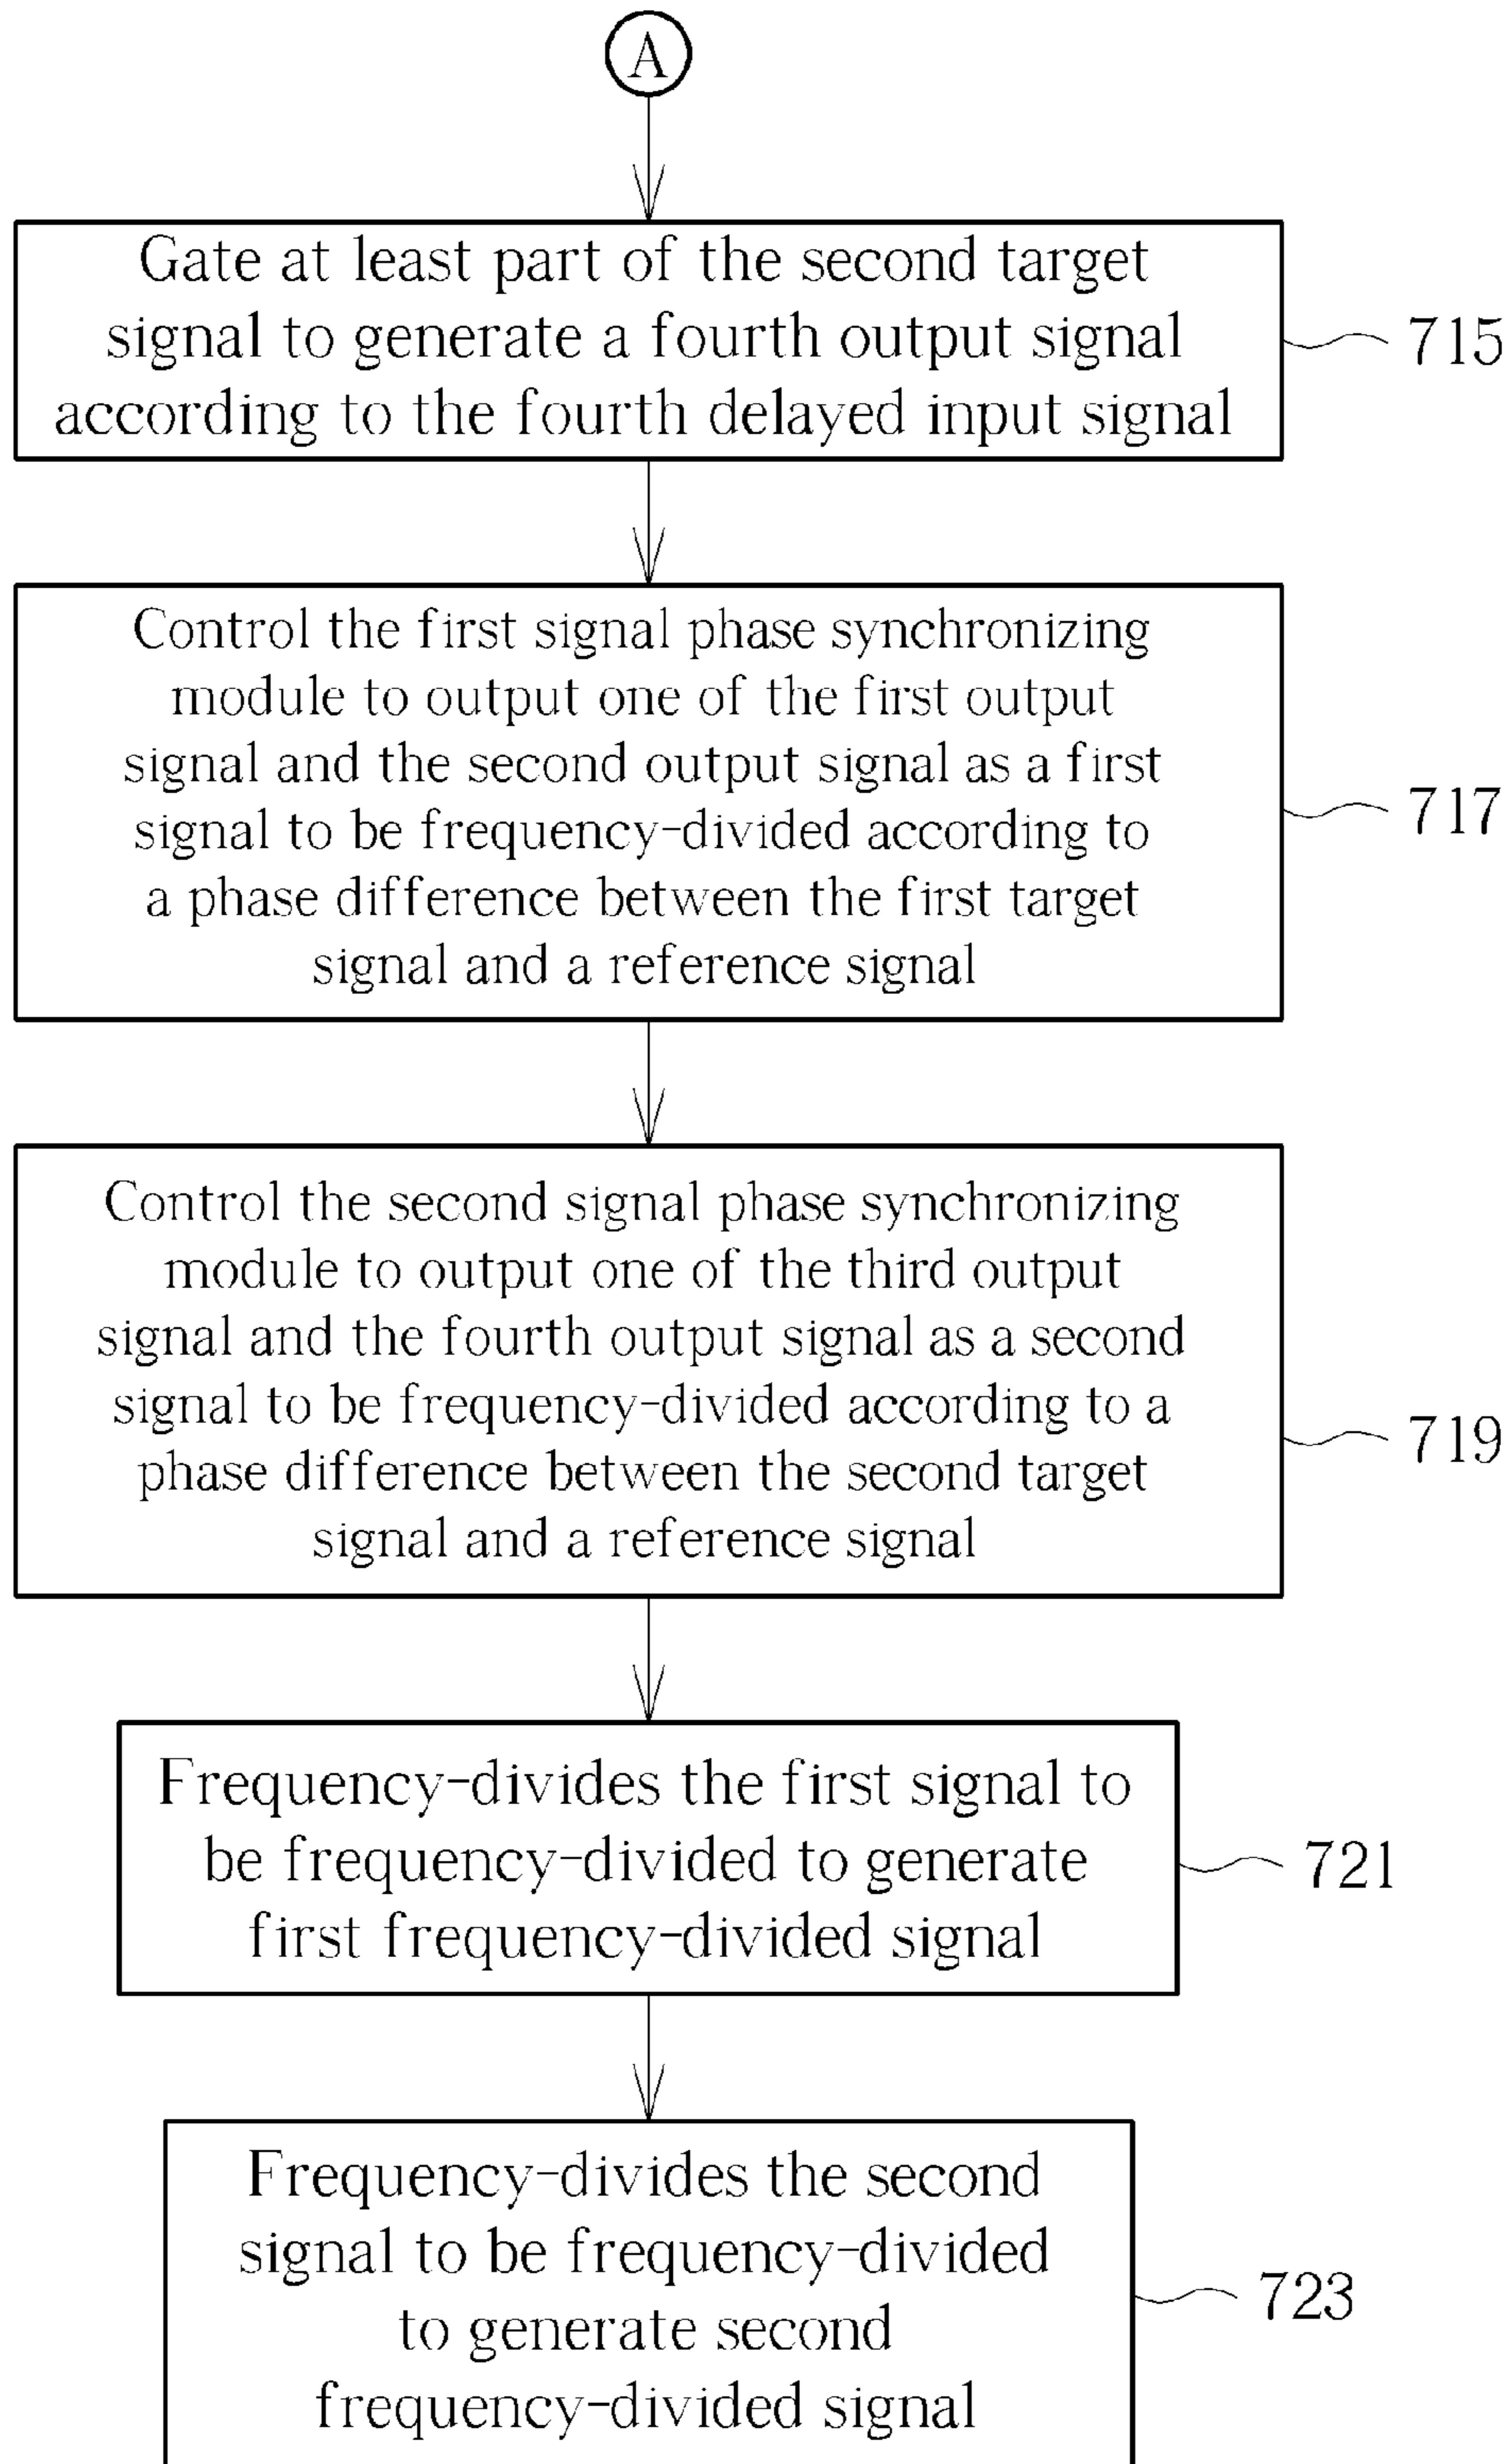 A
Gate at least part of the second target
signal to generate a fourth output signal
according to the fourth delayed input signal
715
Control the first signal phase synchronizing
module to output one of the first output
signal and the second output signal as a first
signal to be frequency-divided according to
a phase difference between the first target
signal and a reference signal
717
Control the second signal phase synchronizing
module to output one of the third output
signal and the fourth output signal as a second
signal to be frequency-divided according to a
phase difference between the second target
signal and a reference signal
719
Frequency-divides the first signal to
be frequency-divided to generate
first frequency-divided signal
721
Frequency-divides the second
signal to be frequency-divided
to generate second
frequency-divided signal
723